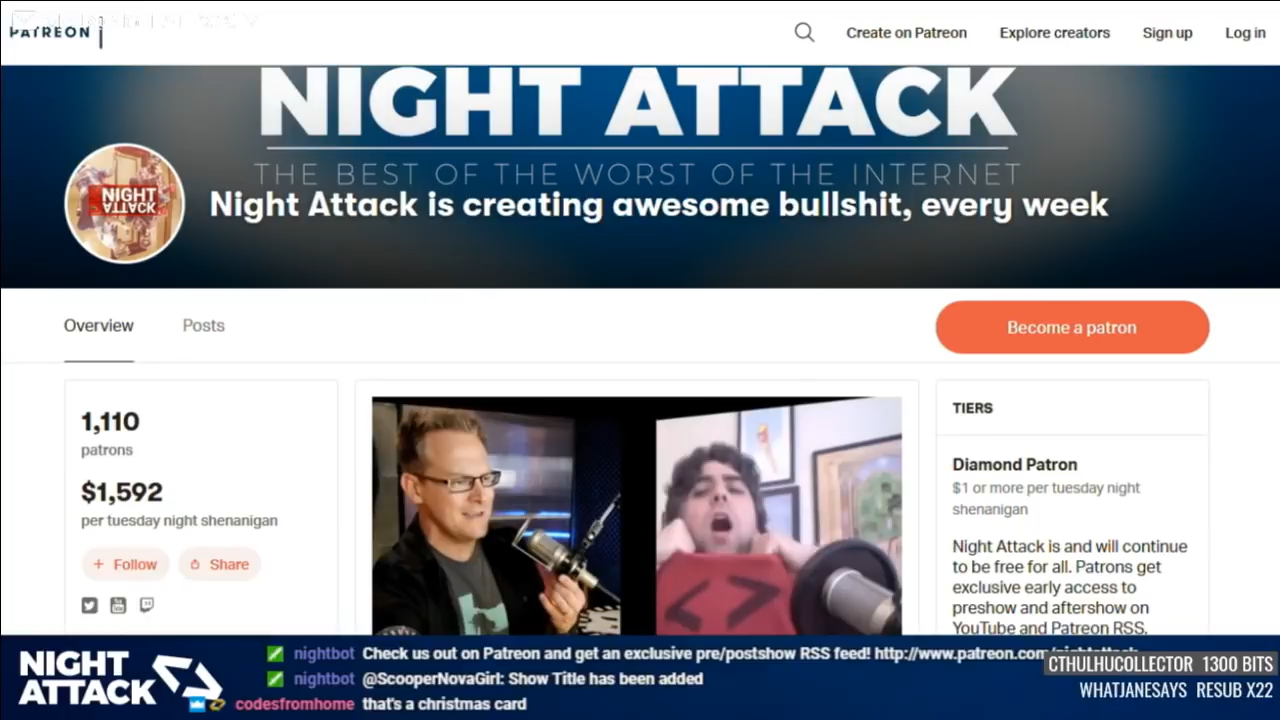 PATREON
Create on Patreon
Explore creators
Sign up
Log in
NIGHT ATTACK
THE BEST OF THE WORST OF THE INTERNET
NIGHT
ATTACK
Night Attack is creating awesome bullshit, every week
Overview
Posts
Become a patron
1,110
patrons
$1,592
per tuesday night shenanigan
+ Follow
Share
TIERS
Diamond Patron
$1 or more per tuesday night
shenanigan
Night Attack is and will continue
to be free for all. Patrons get
exclusive early access to
preshow and aftershow on
YouTube and Patreon RSS.
NIGHT
ATTACK
nightbot Check us out on Patreon and get an exclusive pre/postshow RSS feed! http://www.patreon.com/nightattack
nightbot @ScooperNovaGirl: Show Title has been added
codesfromhome that's a christmas card
CTHULHUCOLLECTOR 1300 BITS
WHATJANESAYS RESUB X22